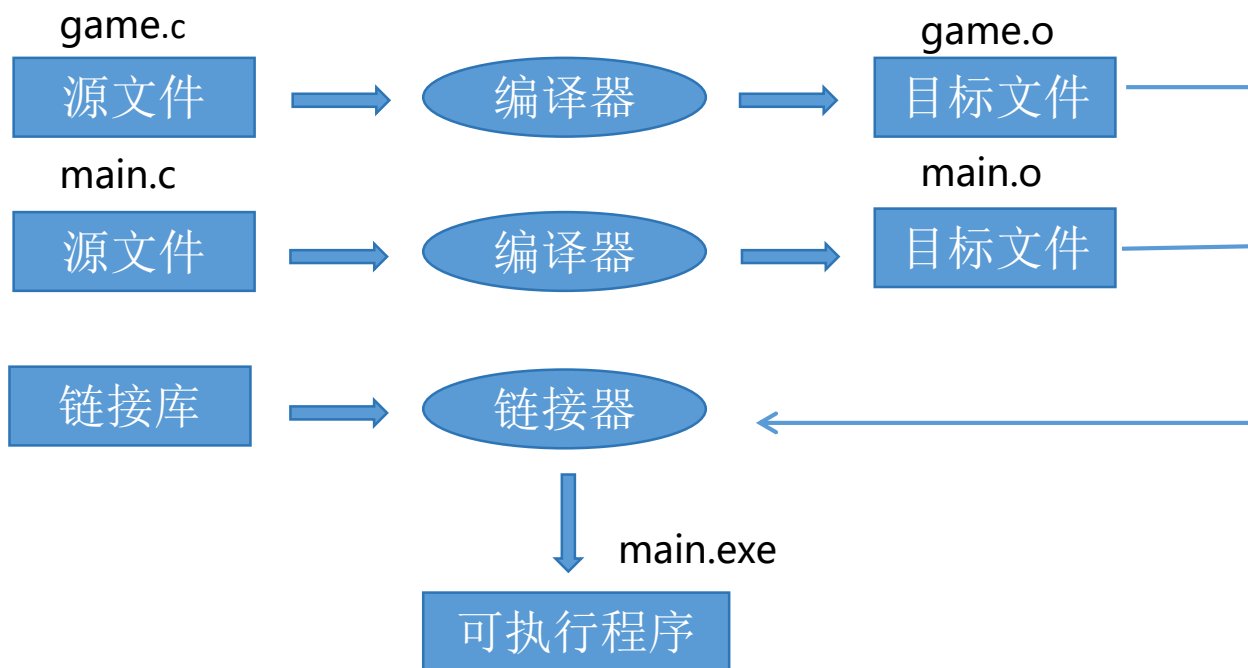 game.c
game.o
源文件
编译器
目标文件
main.c
main.o
源文件
编译器
目标文件
链接库
链接器
main.exe
可执行程序